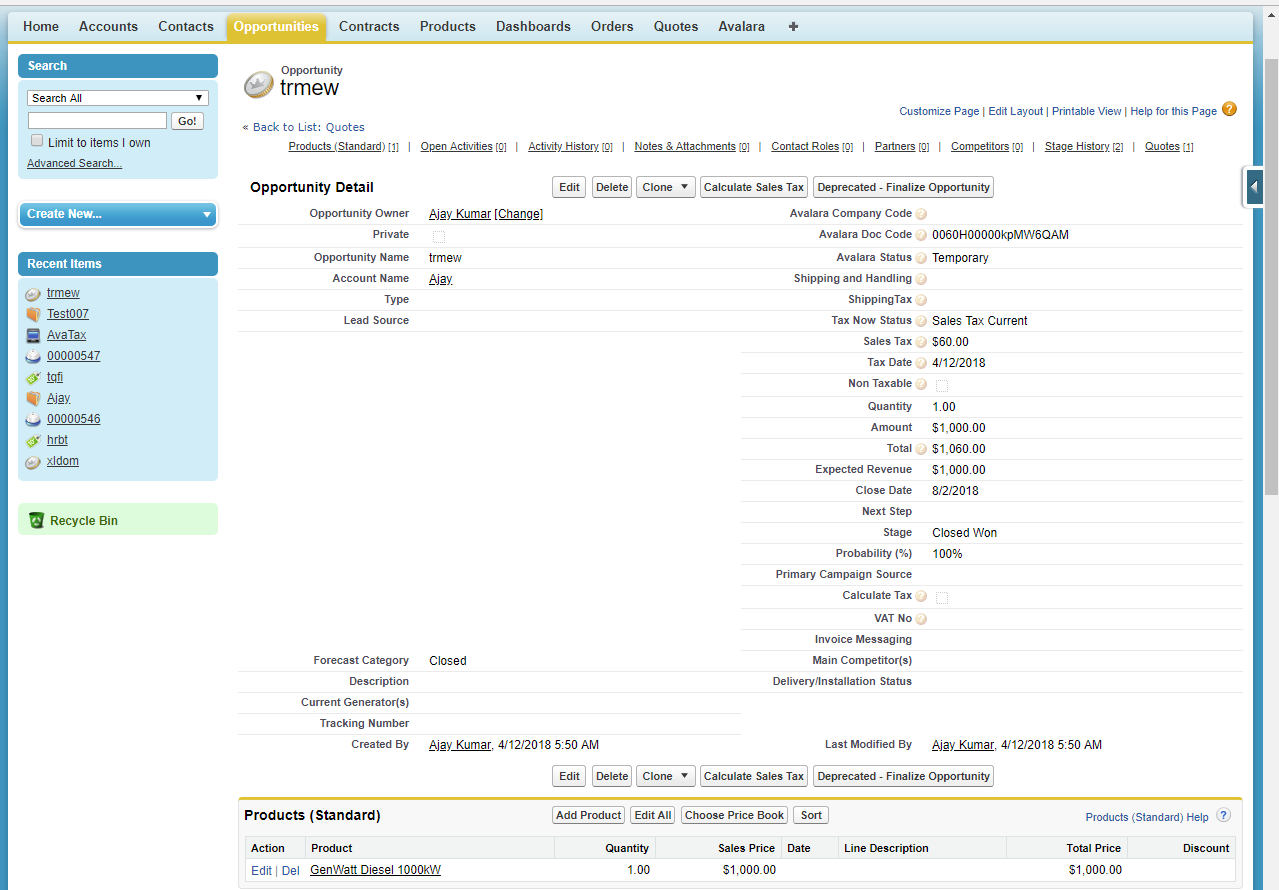 Home Accounts Contacts Opportunities Contracts Products Dashboards Orders Quotes Avalara +
Search
Search All
Go!
Limit to items I own
Advanced Search...
Create New...
Recent Items
trmew
Test007
AvaTax
00000547
tqfi
Ajay
00000546
hrbt
xldom
Recycle Bin
Opportunity
trmew
Customize Page | Edit Layout | Printable View | Help for this Page ?
« Back to List: Quotes
Products (Standard) [1] | Open Activities [0] | Activity History [0] | Notes & Attachments [0] | Contact Roles [0] | Partners [0] | Competitors [0] | Stage History [2] | Quotes [1]
Opportunity Detail Edit Delete Clone Calculate Sales Tax Deprecated - Finalize Opportunity
Opportunity Owner Ajay Kumar [Change] Avalara Company Code ?
Private Avalara Doc Code ? 0060H00000kpMW6QAM
Opportunity Name trmew Avalara Status ? Temporary
Account Name Ajay Shipping and Handling ?
Type ShippingTax ?
Lead Source Tax Now Status ? Sales Tax Current
Sales Tax ? $60.00
Tax Date ? 4/12/2018
Non Taxable ?
Quantity 1.00
Amount $1,000.00
Total ? $1,060.00
Expected Revenue $1,000.00
Close Date 8/2/2018
Next Step
Stage Closed Won
Probability (%) 100%
Primary Campaign Source
Calculate Tax ?
VAT No ?
Invoice Messaging
Forecast Category Closed Main Competitor(s)
Description Delivery/Installation Status
Current Generator(s)
Tracking Number
Created By Ajay Kumar, 4/12/2018 5:50 AM Last Modified By Ajay Kumar, 4/12/2018 5:50 AM
Edit Delete Clone Calculate Sales Tax Deprecated - Finalize Opportunity
Products (Standard) Add Product Edit All Choose Price Book Sort Products (Standard) Help ?
Action Product Quantity Sales Price Date Line Description Total Price Discount
Edit | Del GenWatt Diesel 1000kW 1.00 $1,000.00 $1,000.00